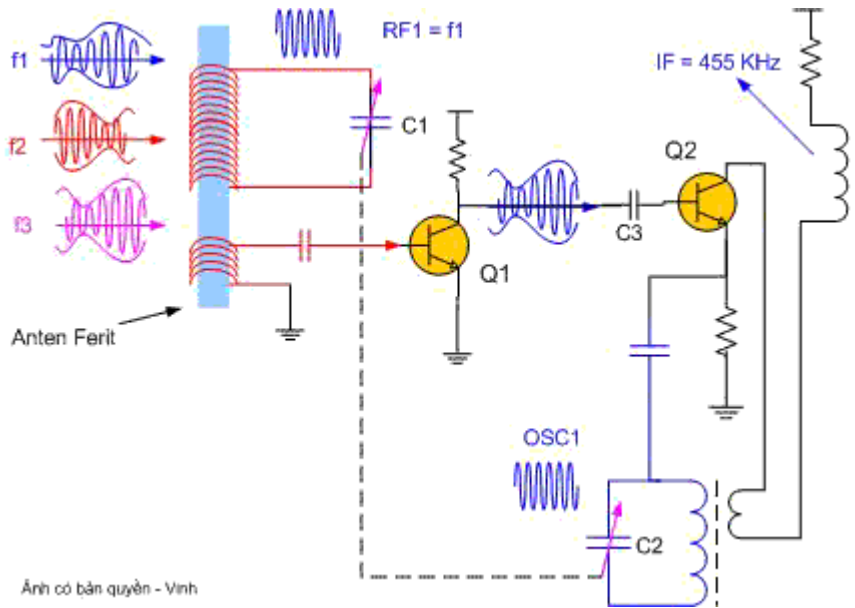 f1
RF1 = f1
IF = 455 KHz
C1
f2
Q2
f3
C3
Q1
Anten Ferit
OSC1
C2
Ảnh có bản quyền - Vinh